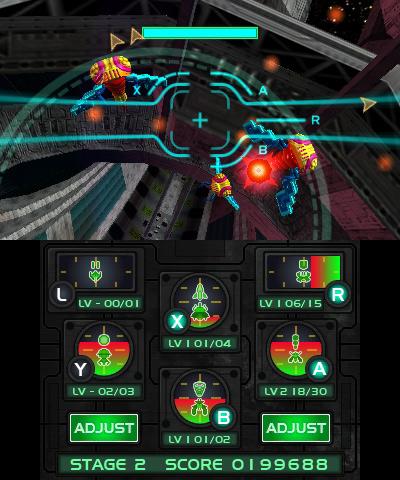 X A
R
B
L LV - 00/01
LV 1 06/15 R
X
LV 1 01/04
Y
LV - 02/03
A
LV 2 18/30
B
LV 1 01/02
ADJUST ADJUST
STAGE 2 SCORE 0199688